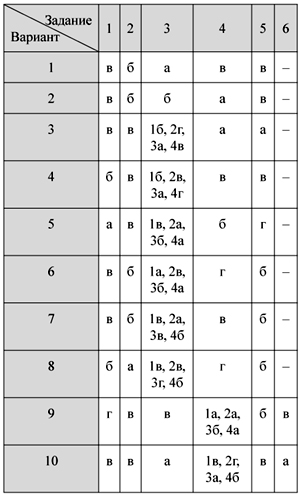 Задание
Вариант 1 2 3 4 5 6
1 в б а в в –
2 в б б а в –
3 в в 1б, 2г, 3а, 4в а а –
4 б в 1б, 2в, 3а, 4г в в –
5 а в 1в, 2а, 3б, 4а б г –
6 в б 1а, 2в, 3б, 4а г б –
7 в б 1в, 2а, 3в, 4б в б –
8 б а 1в, 2в, 3г, 4б г б –
9 г в в 1а, 2а, 3б, 4а б в
10 в в а 1в, 2г, 3а, 4б в а